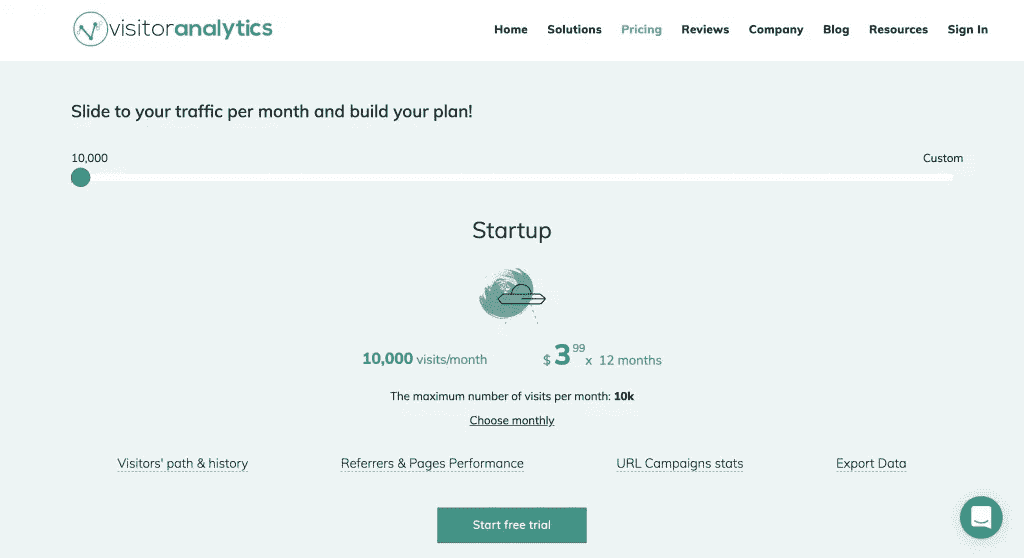 visitoranalytics
Home Solutions Pricing Reviews Company Blog Resources Sign In
Slide to your traffic per month and build your plan!
10,000 Custom
Startup
10,000 visits/month $ 3 99 x 12 months
The maximum number of visits per month: 10k
Choose monthly
Visitors' path & history Referrers & Pages Performance URL Campaigns stats Export Data
Start free trial